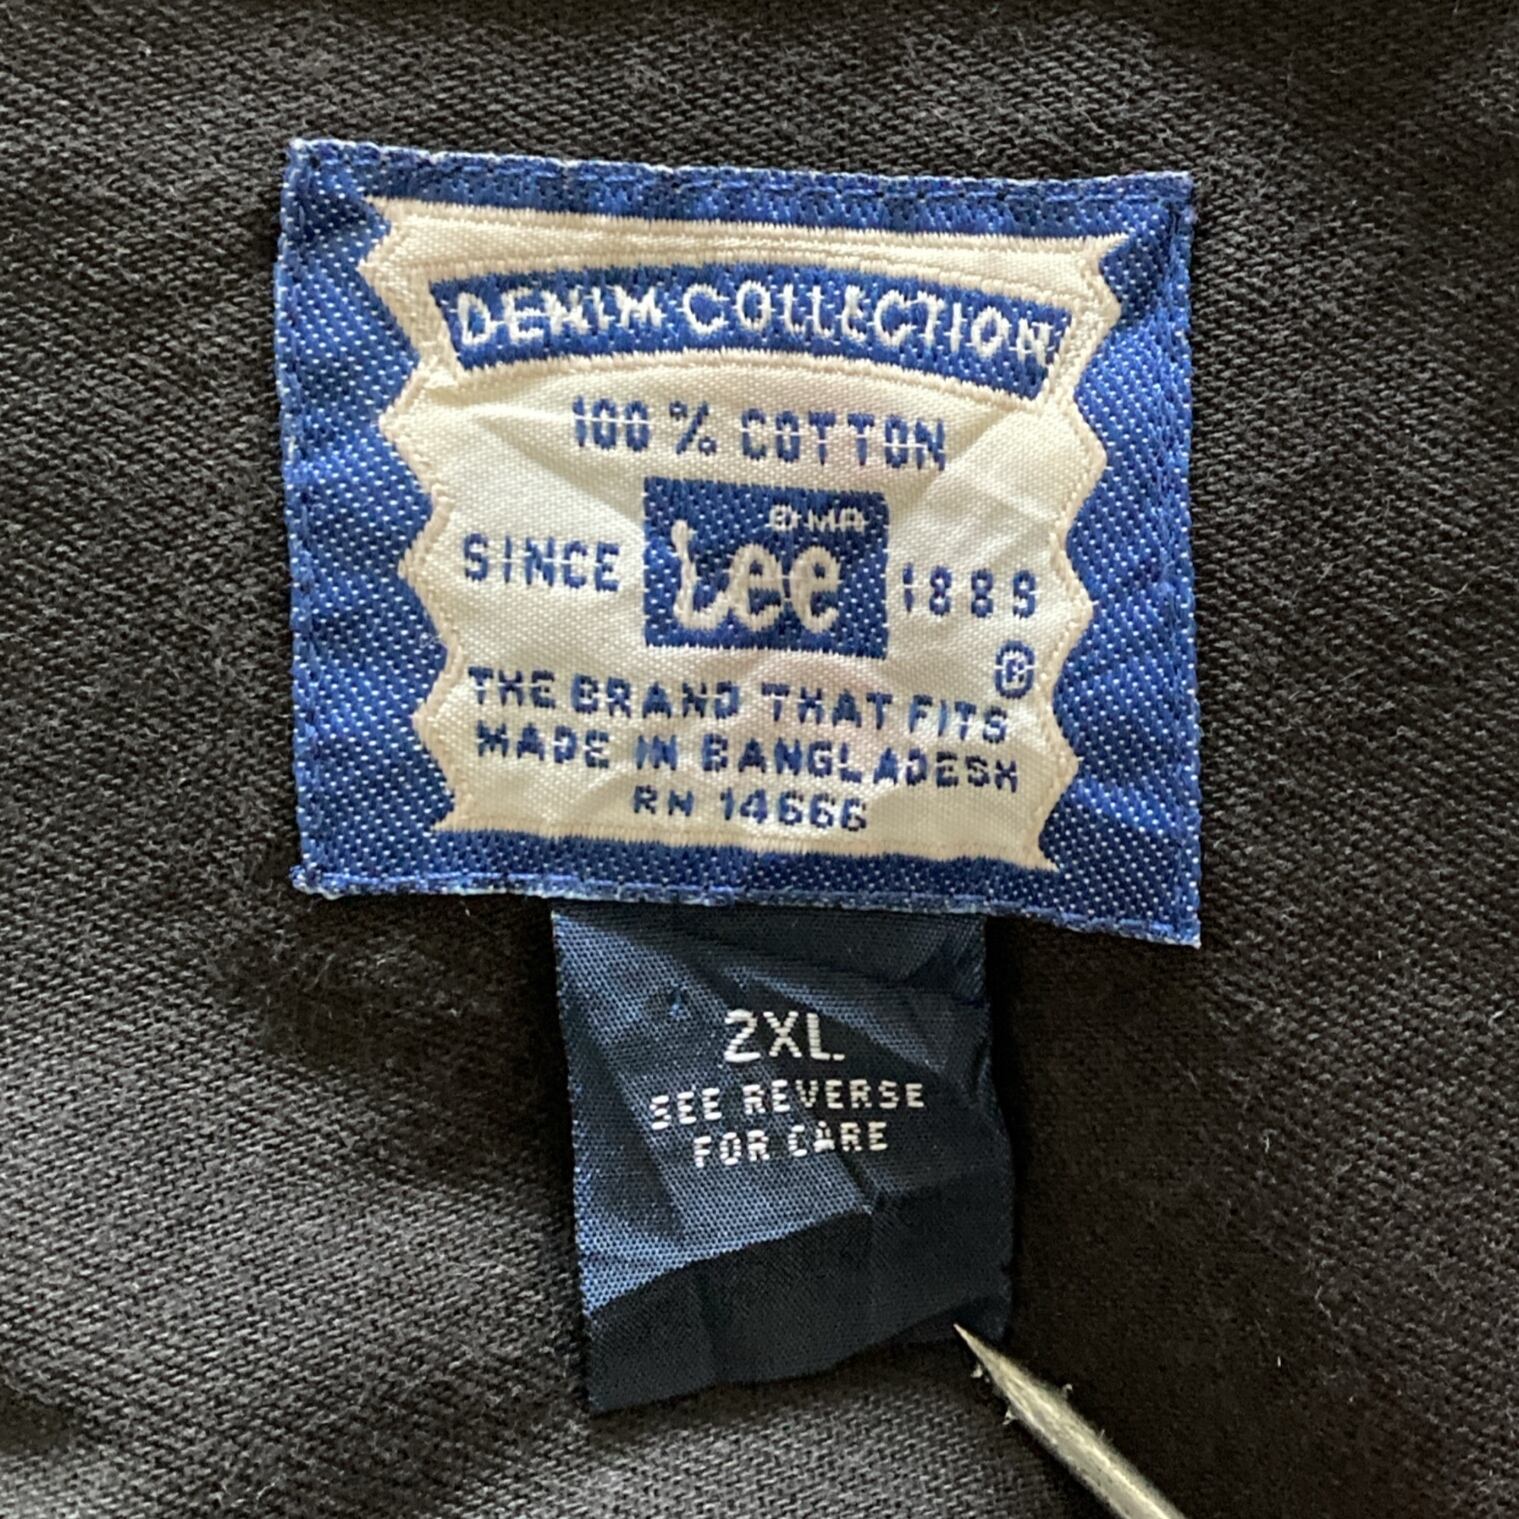 DENIM COLLECTION
100% COTTON
® MR
SINCE Lee 1889
®
THE BRAND THAT FITS
MADE IN BANGLADESH
RN 14666
2XL
SEE REVERSE
FOR CARE